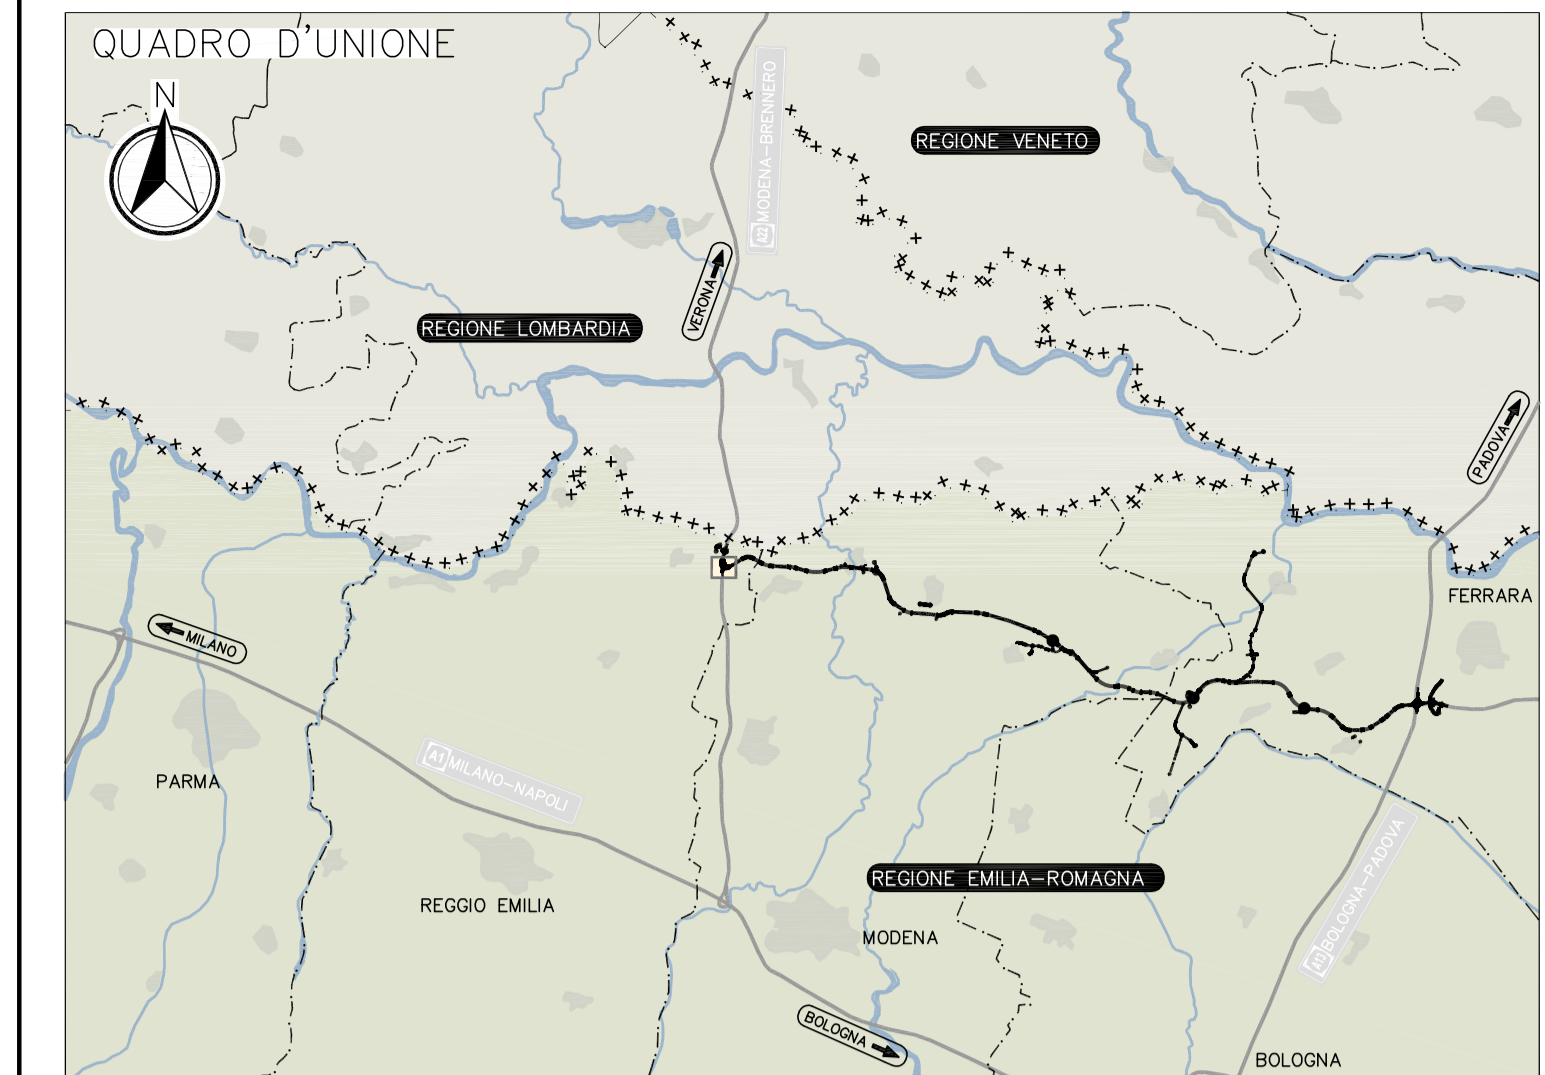 QUADRO D'UNIONE
N
A22 MODENA-BRENNERO
REGIONE VENETO
VERONA
REGIONE LOMBARDIA
PADOVA
FERRARA
MILANO
PARMA
A1 MILANO-NAPOLI
REGIONE EMILIA-ROMAGNA
REGGIO EMILIA
MODENA
A13 BOLOGNA-PADOVA
BOLOGNA
BOLOGNA